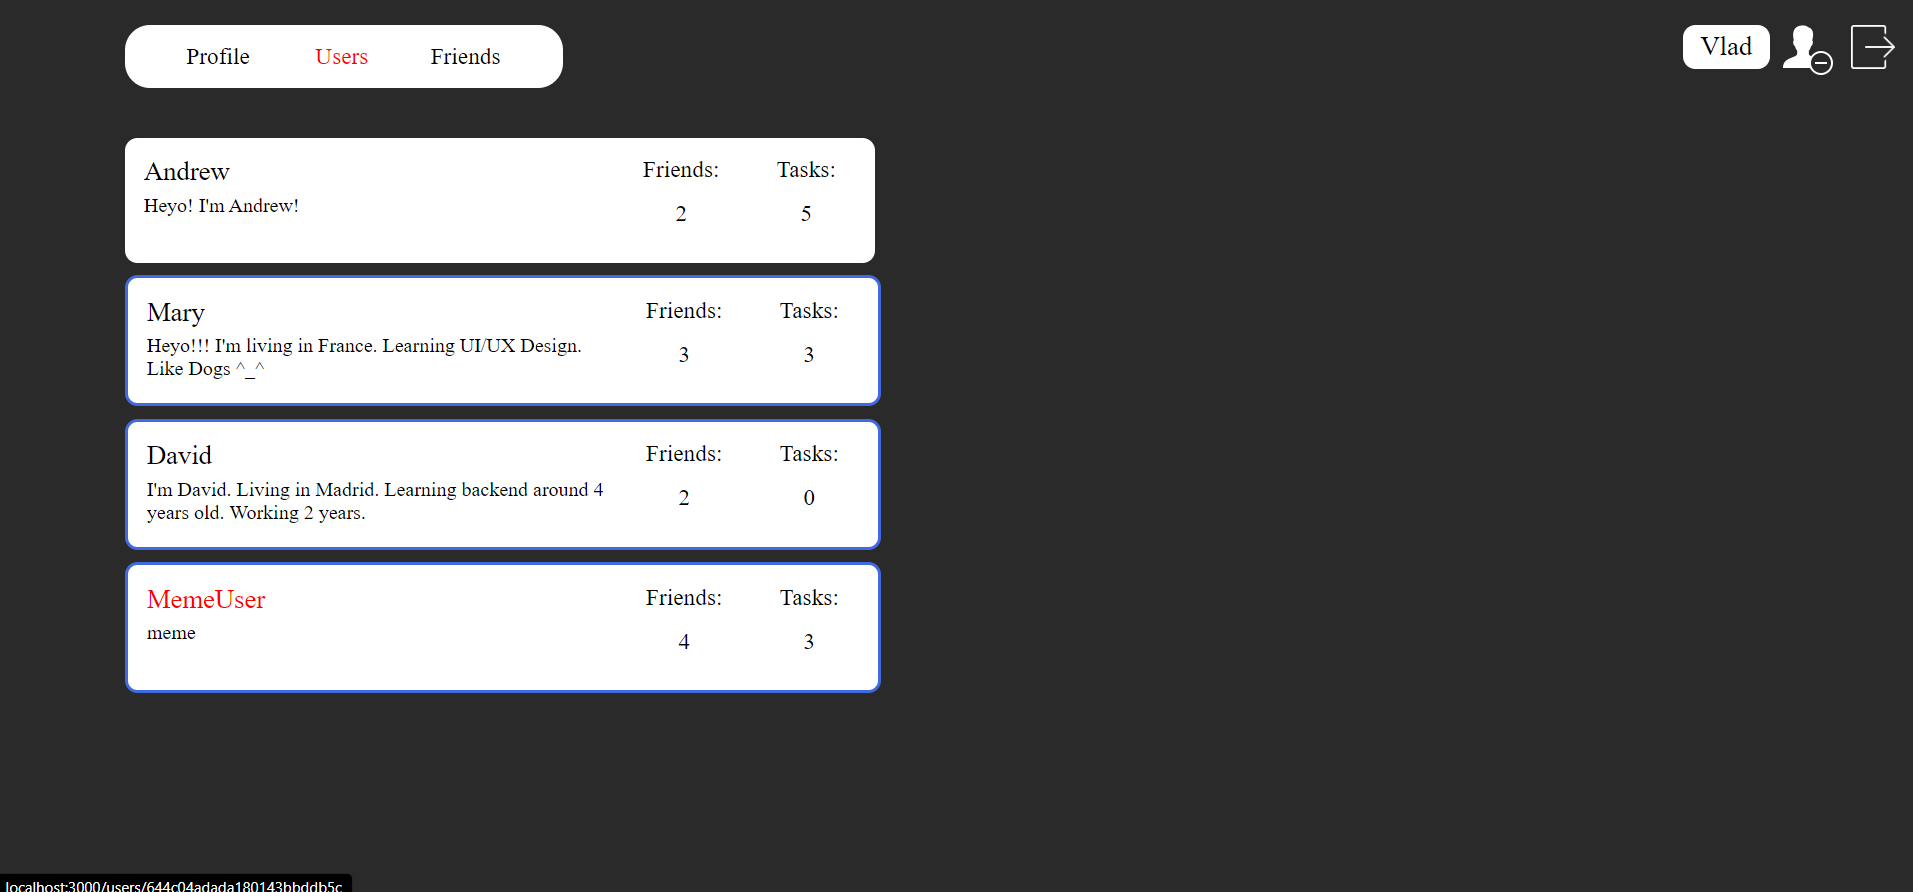 Profile Users Friends Vlad
Andrew Friends: Tasks:
Heyo! I'm Andrew! 2 5
Mary Friends: Tasks:
Heyo!!! I'm living in France. Learning UI/UX Design. 3 3
Like Dogs ^_^
David Friends: Tasks:
I'm David. Living in Madrid. Learning backend around 4 2 0
years old. Working 2 years.
MemeUser Friends: Tasks:
meme 4 3
localhost:3000/users/644c04adada180143bbddb5c